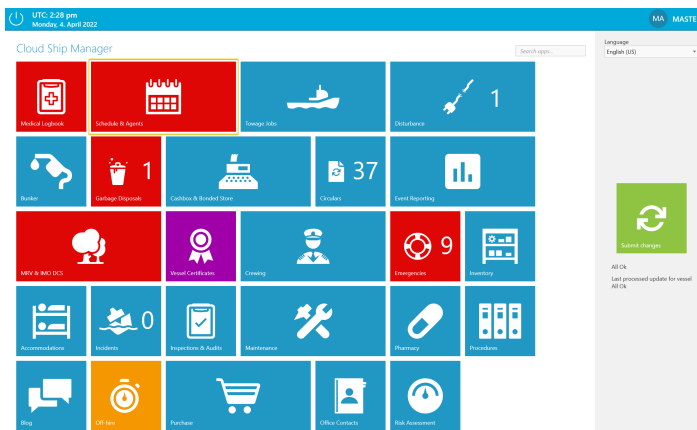 UTC: 2:28 pm
Monday, 4. April 2022
MA MASTE
Cloud Ship Manager
Search apps...
Language
English (US)
Medical Logbook
Schedule & Agents
Towage Jobs
1
Disturbance
Bunker
1
Garbage Disposals
Cashbox & Bonded Store
37
Circulars
Event Reporting
MRV & IMO DCS
Vessel Certificates
Crewing
9
Emergencies
Inventory
Submit changes
All Ok
Last processed update for vessel
All Ok
Accommodations
0
Incidents
Inspections & Audits
Maintenance
Pharmacy
Procedures
Blog
Off-hire
Purchase
Office Contacts
Risk Assessment